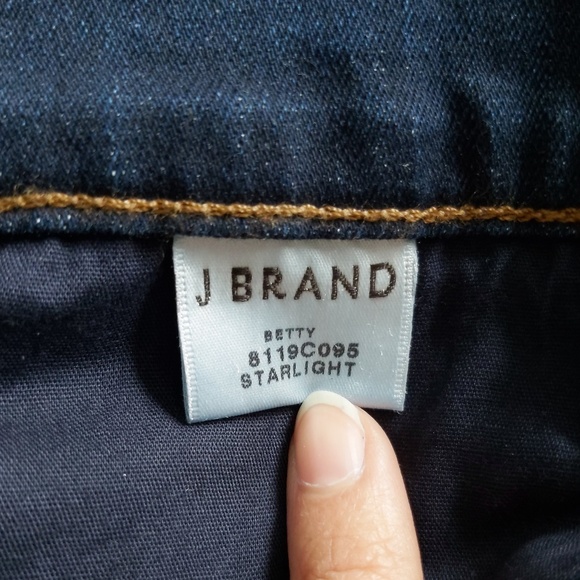 J BRAND
BETTY
8119C095
STARLIGHT